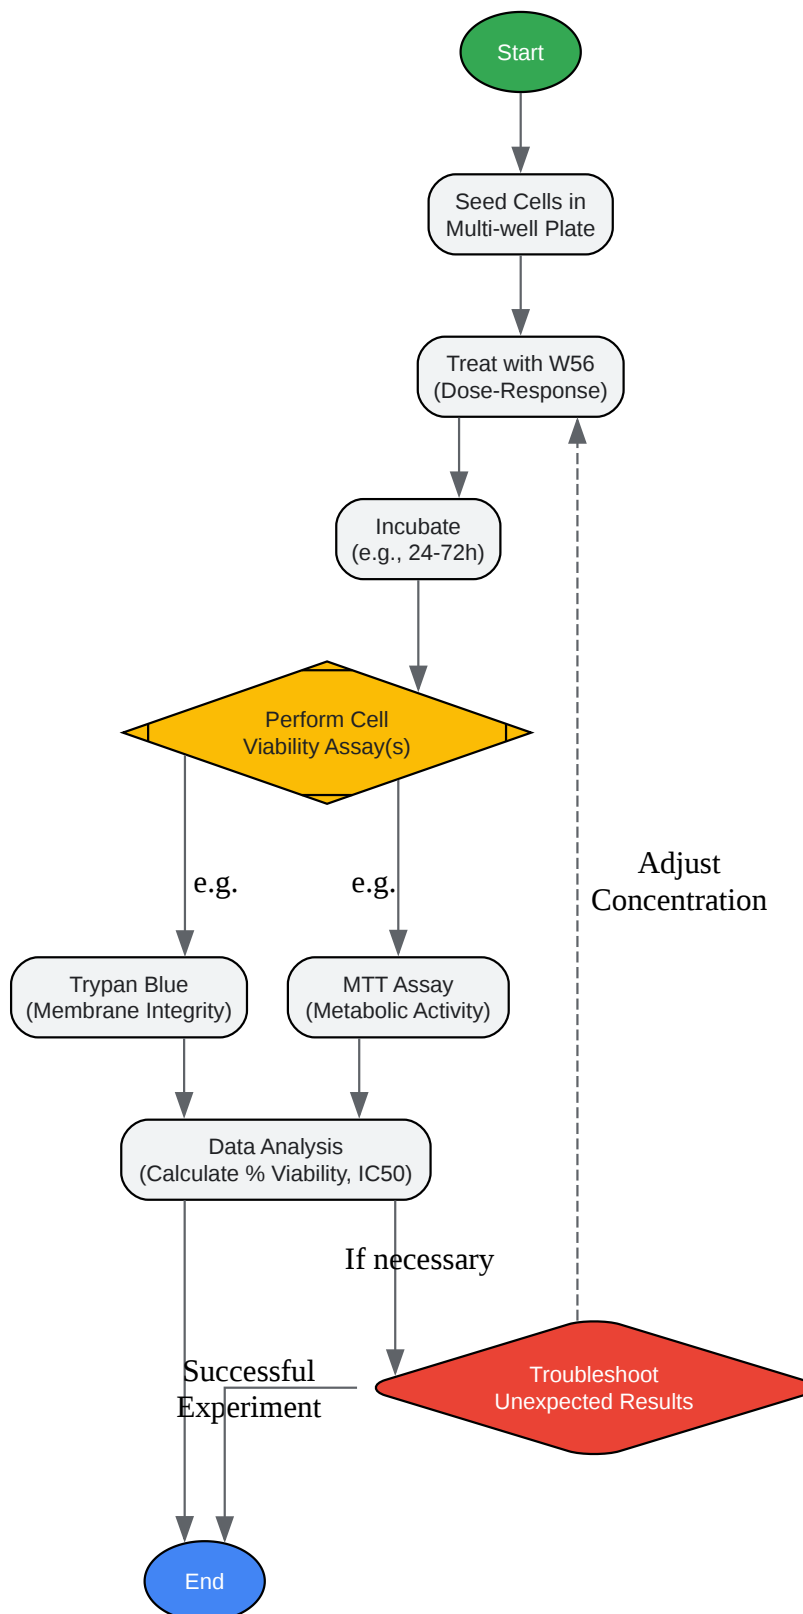 Start
Seed Cells in
Multi-well Plate
Treat with W56
(Dose-Response)
Incubate
(e.g., 24-72h)
Perform Cell
Viability Assay(s)
e.g.
e.g.
Adjust
Concentration
Trypan Blue
(Membrane Integrity)
MTT Assay
(Metabolic Activity)
Data Analysis
(Calculate % Viability, IC50)
If necessary
Successful
Experiment
Troubleshoot
Unexpected Results
End